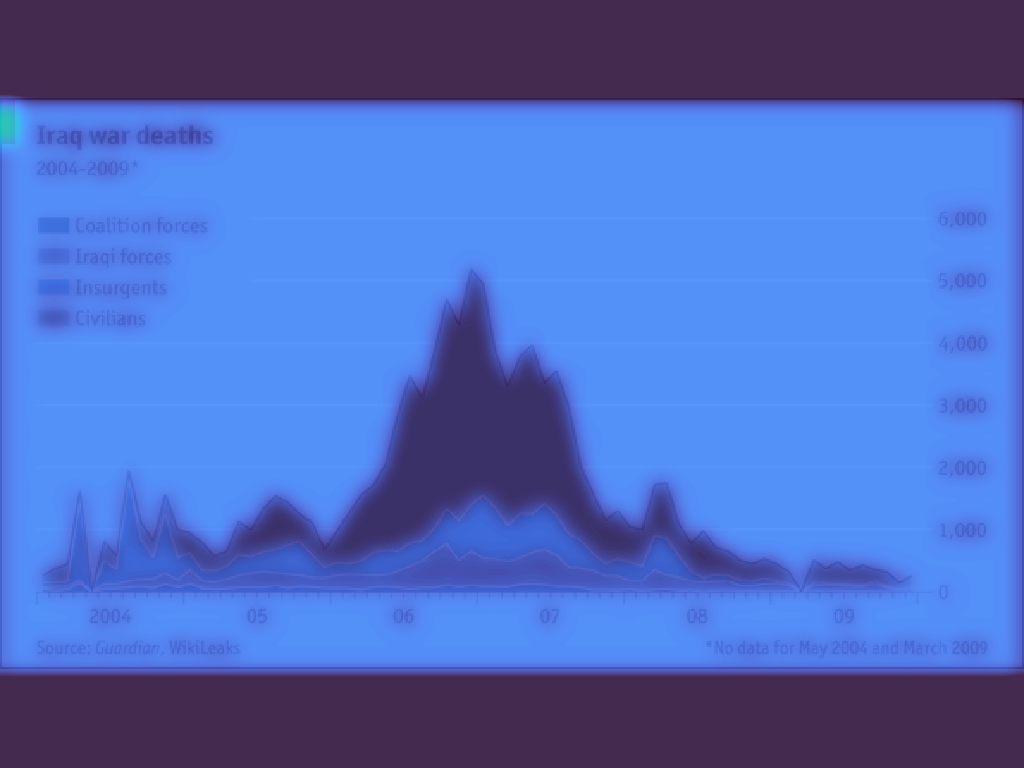 Iraq war deaths
2004-2009*
Coalition forces
Iraqi forces
Insurgents
Civilians
6,000
5,000
4,000
3,000
2,000
1,000
0
2004 05 06 07 08 09
Source: Guardian, WikiLeaks
*No data for May 2004 and March 2009